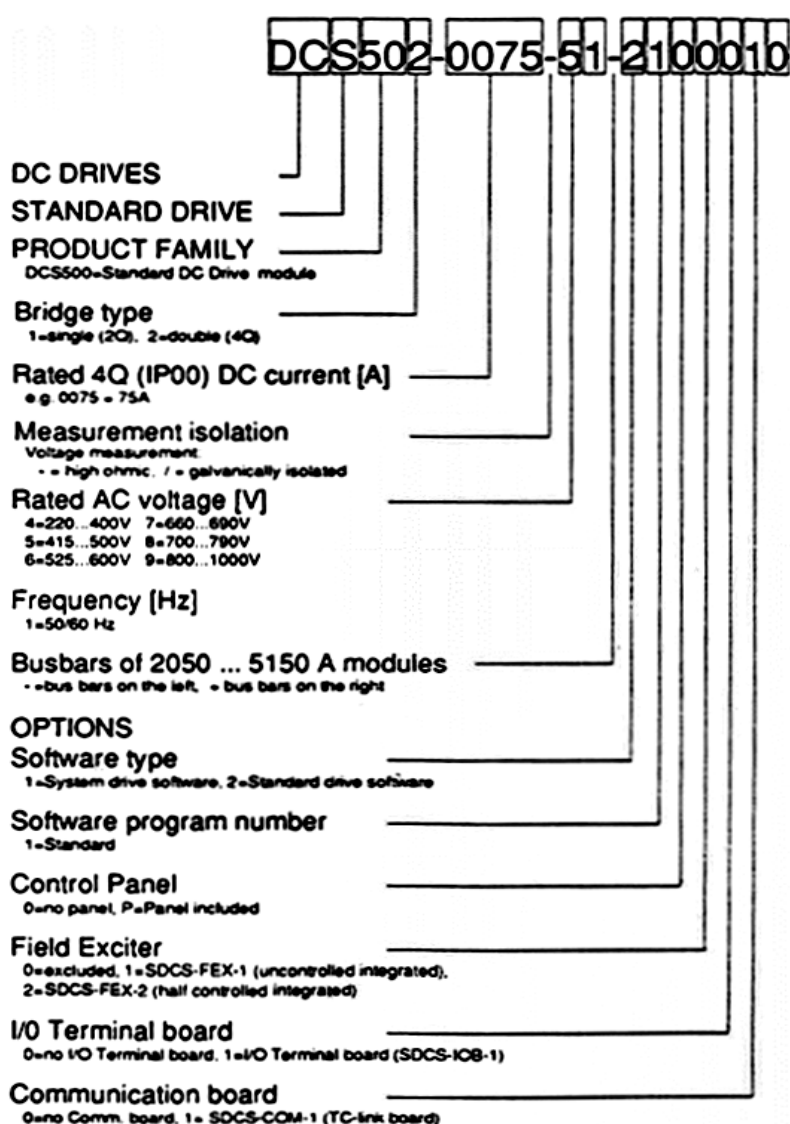 DCS502-0075-51-2100010
DC DRIVES
STANDARD DRIVE
PRODUCT FAMILY
DCS500=Standard DC Drive module
Bridge type
1=single (2Q), 2=double (4Q)
Rated 4Q (IP00) DC current [A]
e.g. 0075 = 75A
Measurement isolation
Voltage measurement:
- = high ohmic, / = galvanically isolated
Rated AC voltage [V]
4=220...400V 7=660...690V
5=415...500V 8=700...790V
6=525...600V 9=800...1000V
Frequency [Hz]
1=50/60 Hz
Busbars of 2050 ... 5150 A modules
- =bus bars on the left, + bus bars on the right
OPTIONS
Software type
1=System drive software, 2=Standard drive software
Software program number
1=Standard
Control Panel
0=no panel, P=Panel included
Field Exciter
0=excluded, 1=SDCS-FEX-1 (uncontrolled integrated),
2=SDCS-FEX-2 (half controlled integrated)
I/0 Terminal board
0=no I/O Terminal board, 1=I/O Terminal board (SDCS-IOB-1)
Communication board
0=no Comm. board, 1= SDCS-COM-1 (TC-link board)